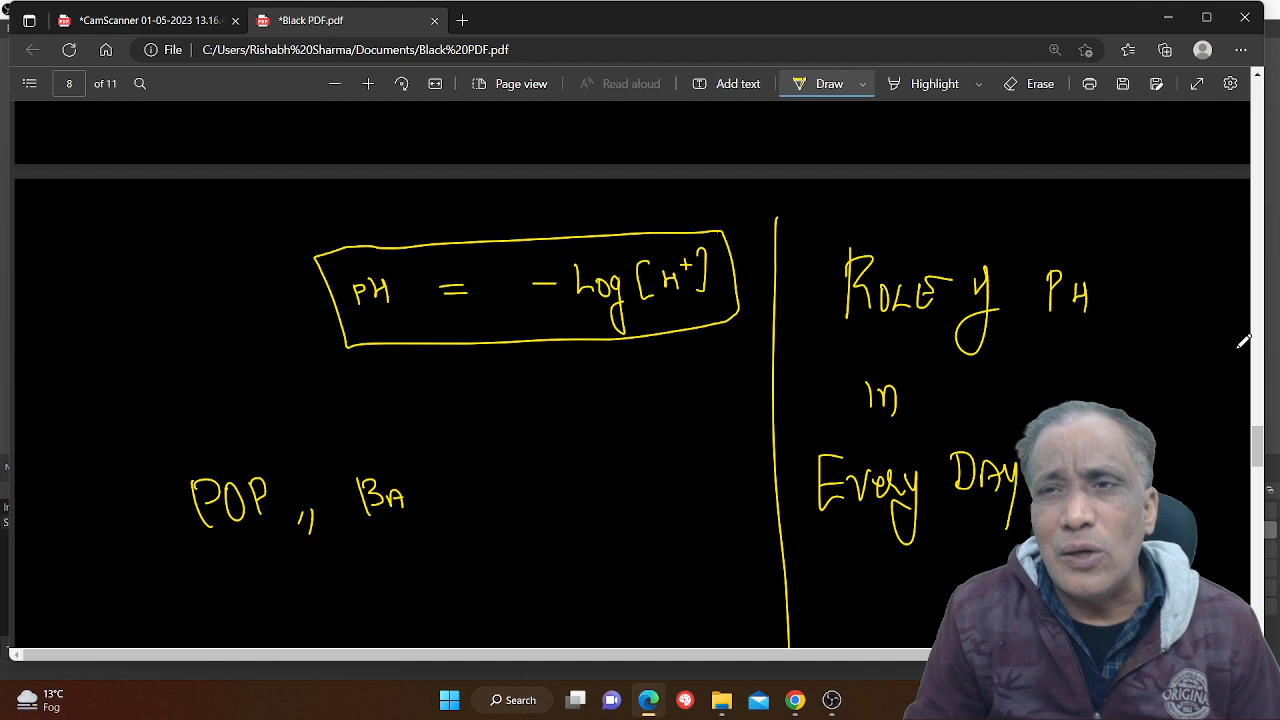 *CamScanner 01-05-2023 13.16.
*Black PDF.pdf
File C:/Users/Rishabh%20Sharma/Documents/Black%20PDF.pdf
8 of 11 Page view Read aloud Add text Draw Highlight Erase
PH = - Log [H+]
ROLE of PH
in
Every DAY
POP ,, BA
ORIGINAL
13°C
Fog
Search